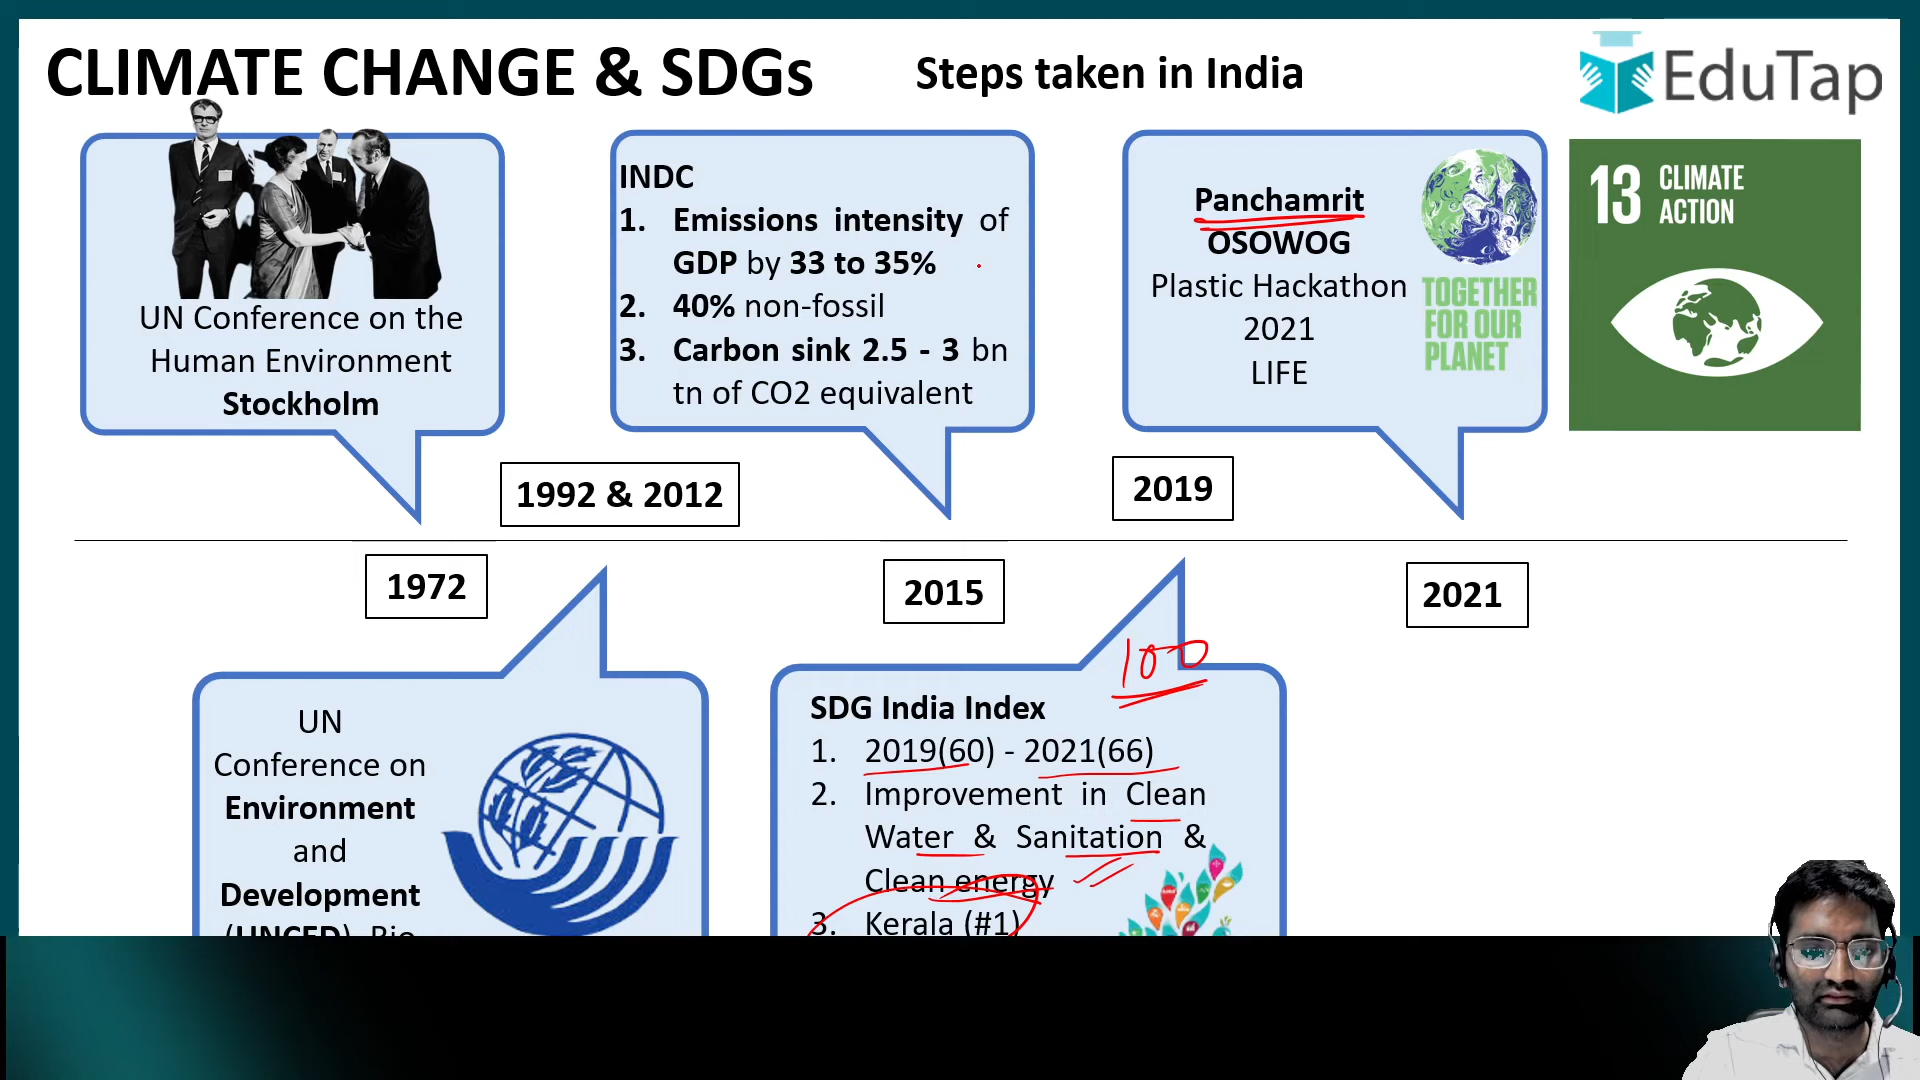 CLIMATE CHANGE & SDGs
Steps taken in India
EduTap
UN Conference on the
Human Environment
Stockholm
INDC
1. Emissions intensity of
GDP by 33 to 35%
2. 40% non-fossil
3. Carbon sink 2.5 - 3 bn
tn of CO2 equivalent
Panchamrit
OSOWOG
Plastic Hackathon
2021
LIFE
TOGETHER
FOR OUR
PLANET
13 CLIMATE
ACTION
1992 & 2012
2019
1972
2015
2021
UN
Conference on
Environment
and
Development
(UNCED) Rio
100
SDG India Index
1. 2019(60) - 2021(66)
2. Improvement in Clean
Water & Sanitation &
Clean energy
3. Kerala (#1)